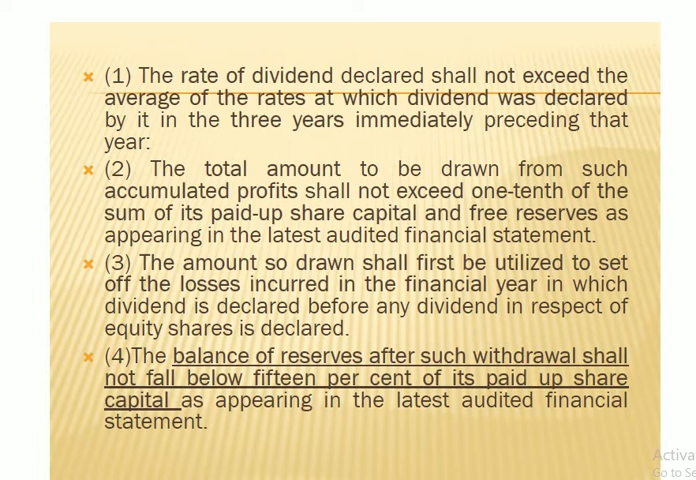 (1) The rate of dividend declared shall not exceed the
average of the rates at which dividend was declared
by it in the three years immediately preceding that
year:
(2) The total amount to be drawn from such
accumulated profits shall not exceed one-tenth of the
sum of its paid-up share capital and free reserves as
appearing in the latest audited financial statement.
(3) The amount so drawn shall first be utilized to set
off the losses incurred in the financial year in which
dividend is declared before any dividend in respect of
equity shares is declared.
(4)The balance of reserves after such withdrawal shall
not fall below fifteen per cent of its paid up share
capital as appearing in the latest audited financial
statement.
Activa
Go to Se